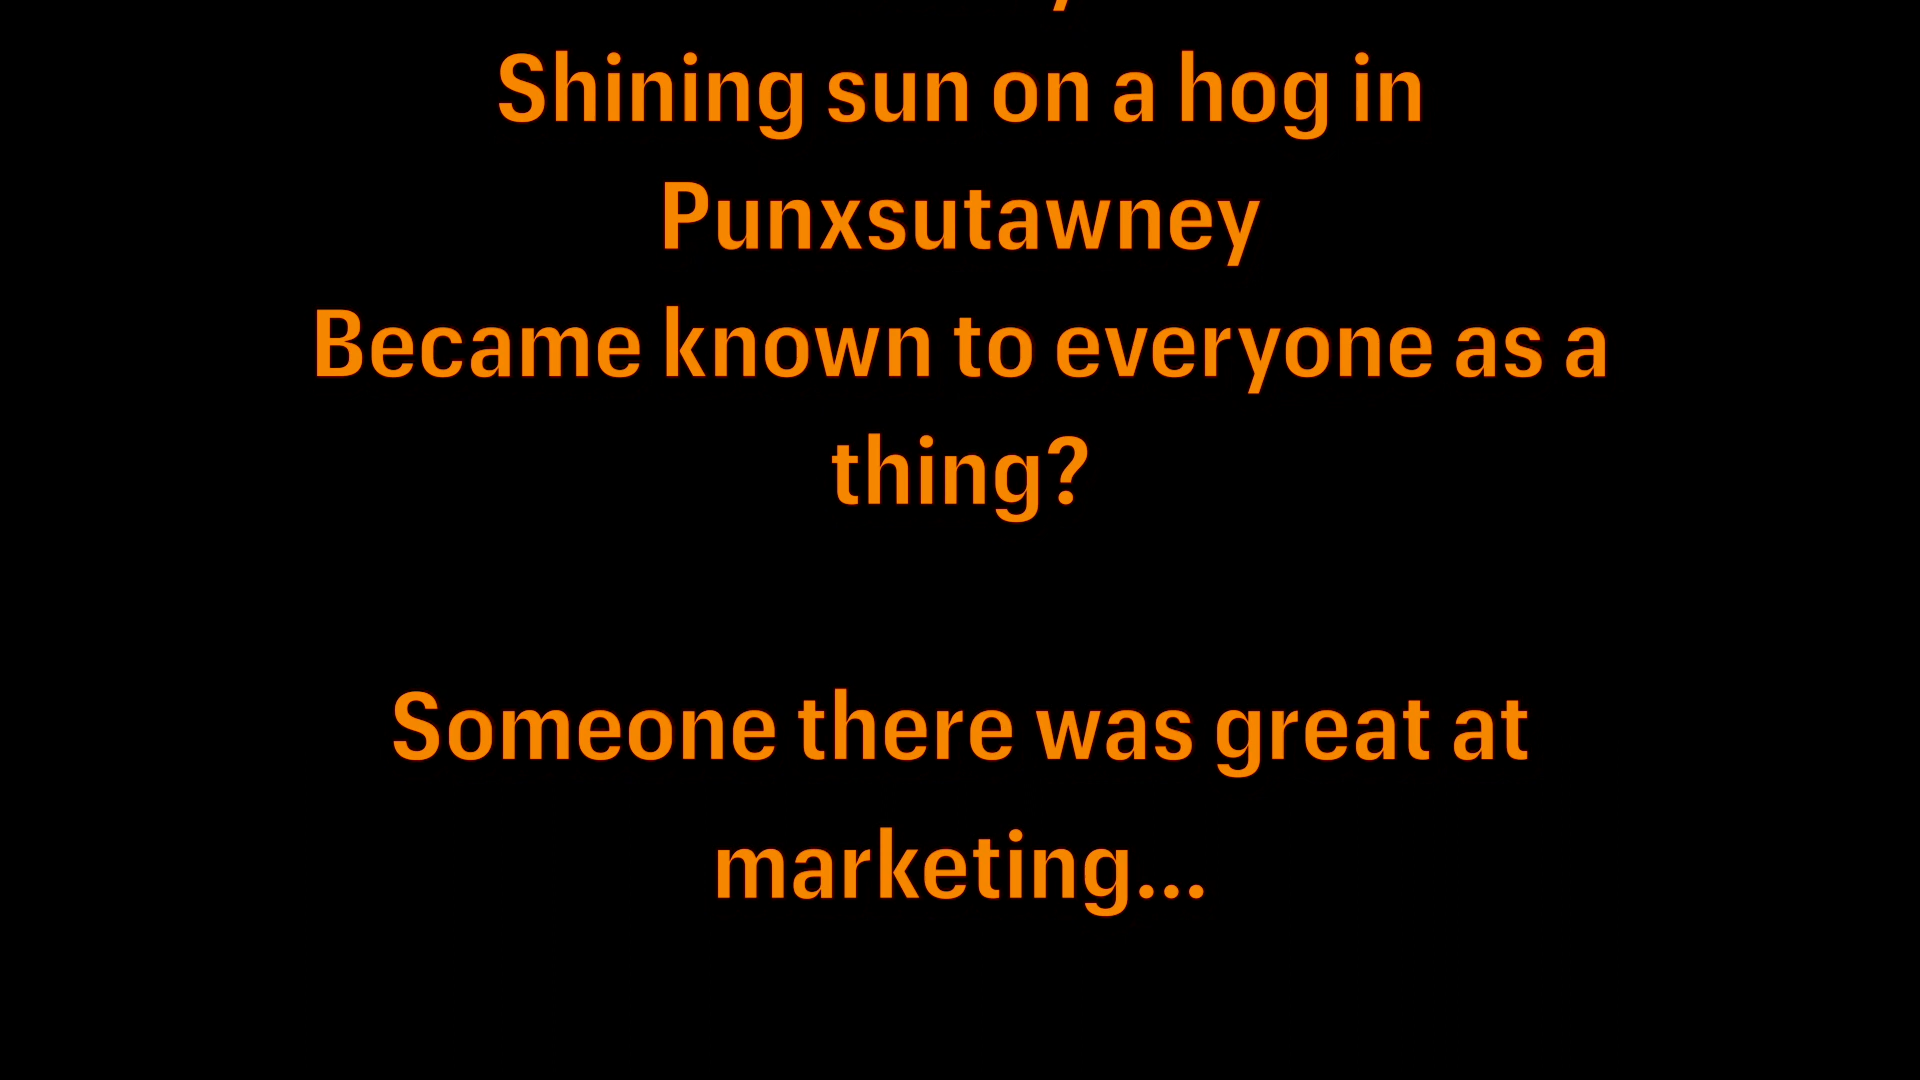 Shining sun on a hog in
Punxsutawney
Became known to everyone as a
thing?
Someone there was great at
marketing...